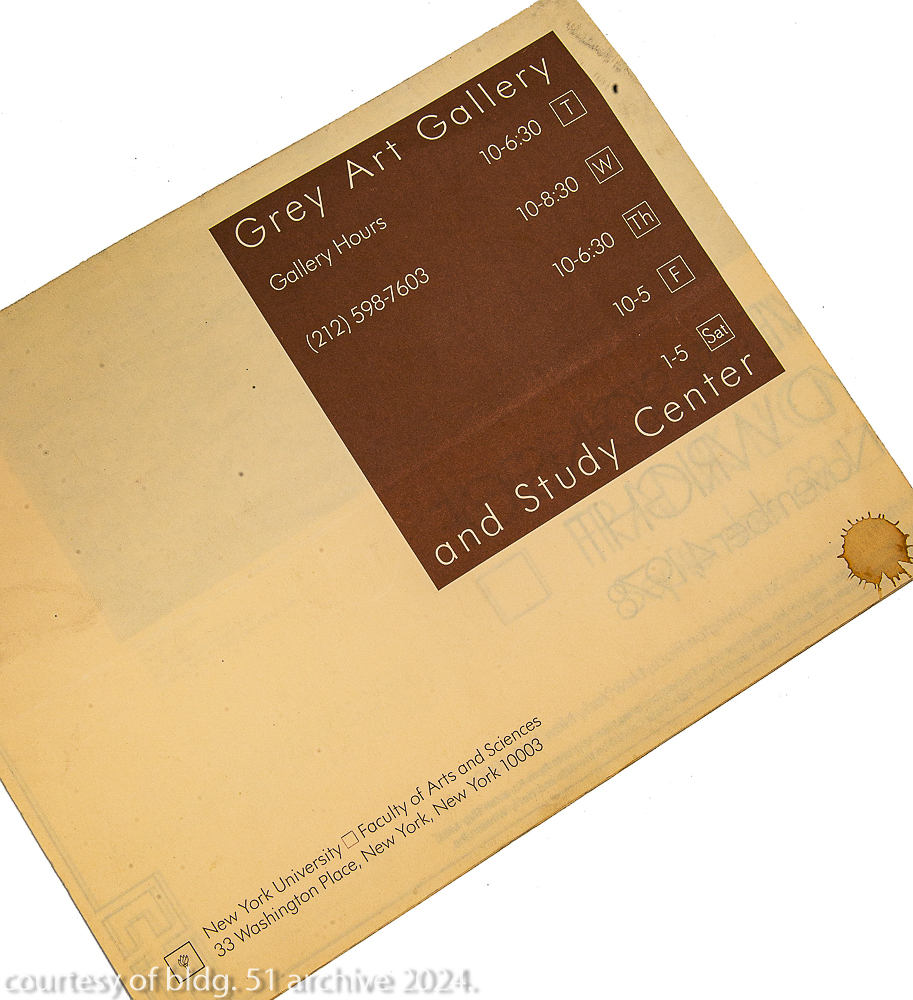 Grey Art Gallery
Gallery Hours
(212) 598-7603
10-6:30 T
10-8:30 W
10-6:30 Th
10-5 F
1-5 Sat
and Study Center
New York University □ Faculty of Arts and Sciences
33 Washington Place, New York, New York 10003
courtesy of bldg. 51 archive 2024.